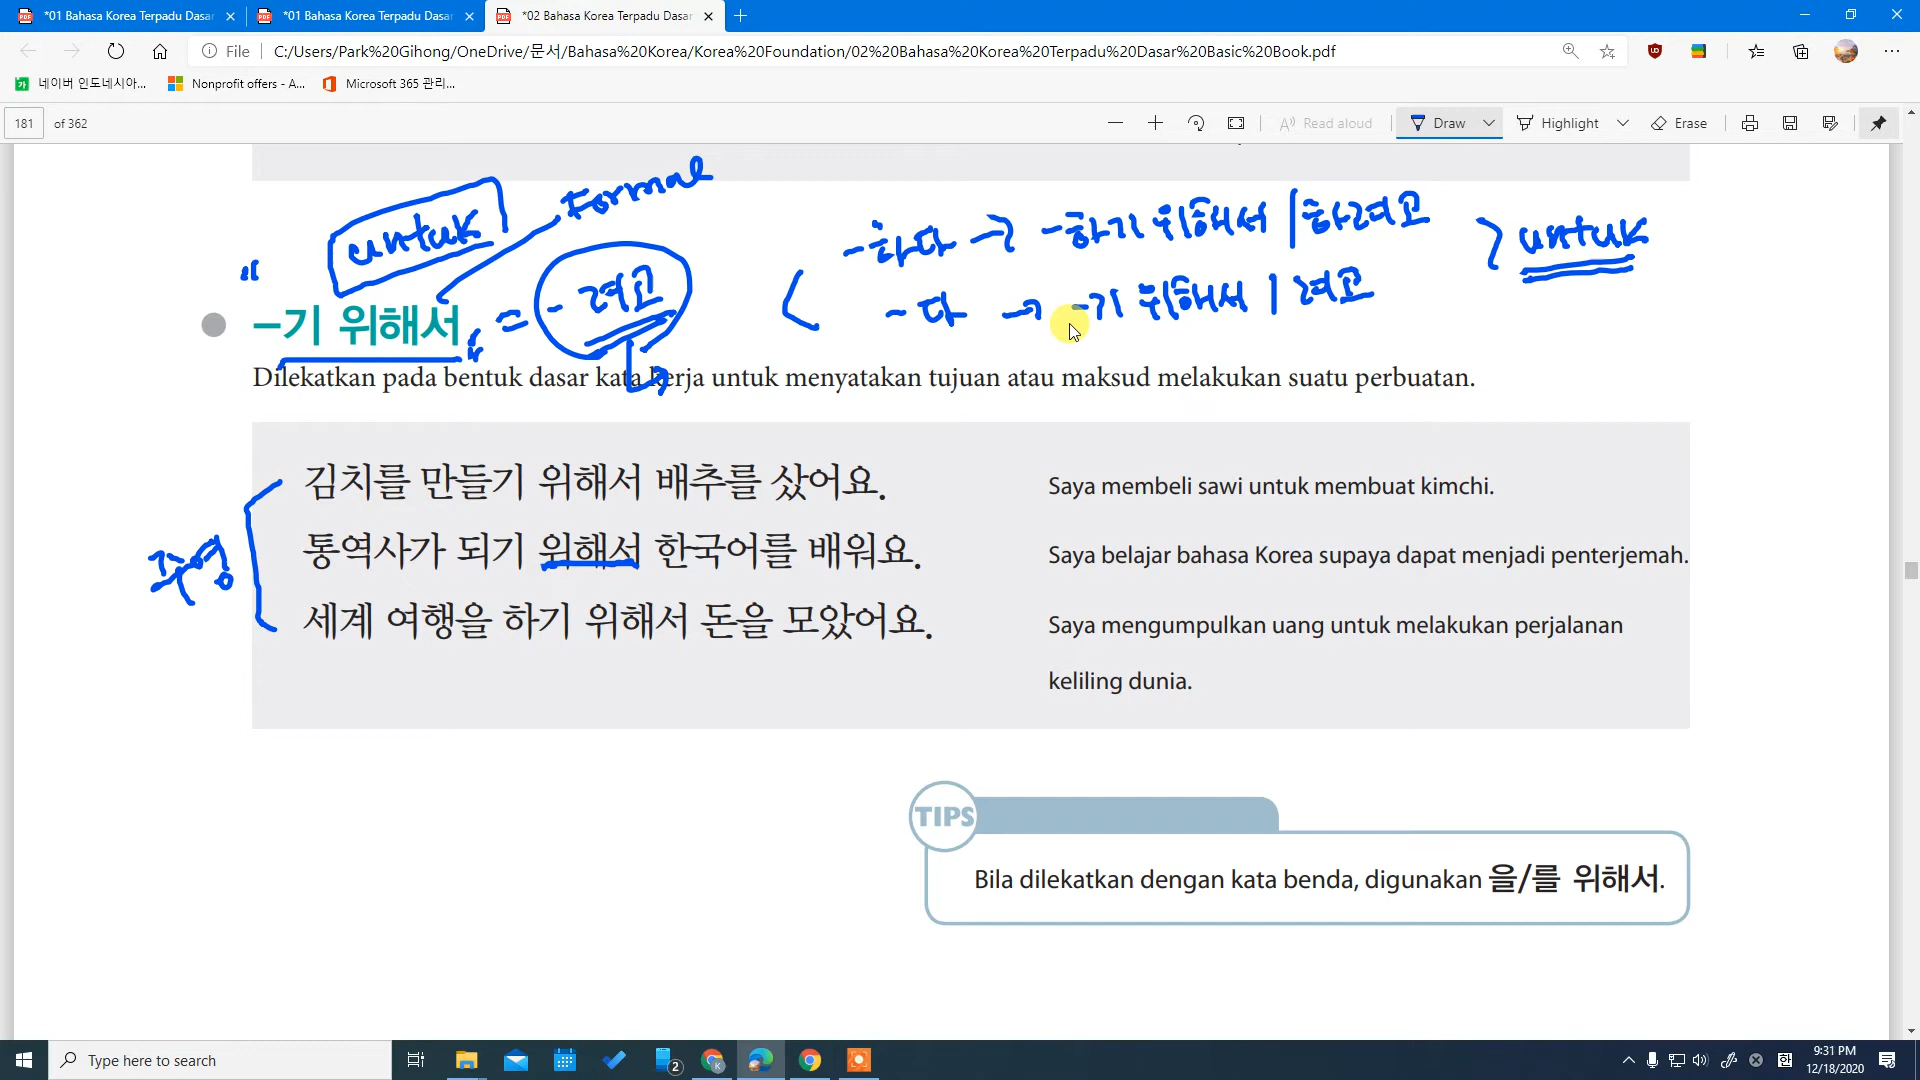 *01 Bahasa Korea Terpadu Dasar
*01 Bahasa Korea Terpadu Dasar
*02 Bahasa Korea Terpadu Dasar
File
C:/Users/Park%20Gihong/OneDrive/문서/Bahasa%20Korea/Korea%20Foundation/02%20Bahasa%20Korea%20Terpadu%20Dasar%20Basic%20Book.pdf
네이버 인도네시아...
Nonprofit offers - A...
Microsoft 365 관리...
181 of 362
Read aloud
Draw
Highlight
Erase
untuk
Formal
-하다 → -하기 위해서 | 하려고
-다 → -기 위해서 | 려고
untuk
-기 위해서 = -려고
Dilekatkan pada bentuk dasar kata kerja untuk menyatakan tujuan atau maksud melakukan suatu perbuatan.
김치를 만들기 위해서 배추를 샀어요.
Saya membeli sawi untuk membuat kimchi.
통역사가 되기 위해서 한국어를 배워요.
Saya belajar bahasa Korea supaya dapat menjadi penterjemah.
세계 여행을 하기 위해서 돈을 모았어요.
Saya mengumpulkan uang untuk melakukan perjalanan
keliling dunia.
TIPS
Bila dilekatkan dengan kata benda, digunakan 을/를 위해서.
Type here to search
2
K
한
9:31 PM
12/18/2020